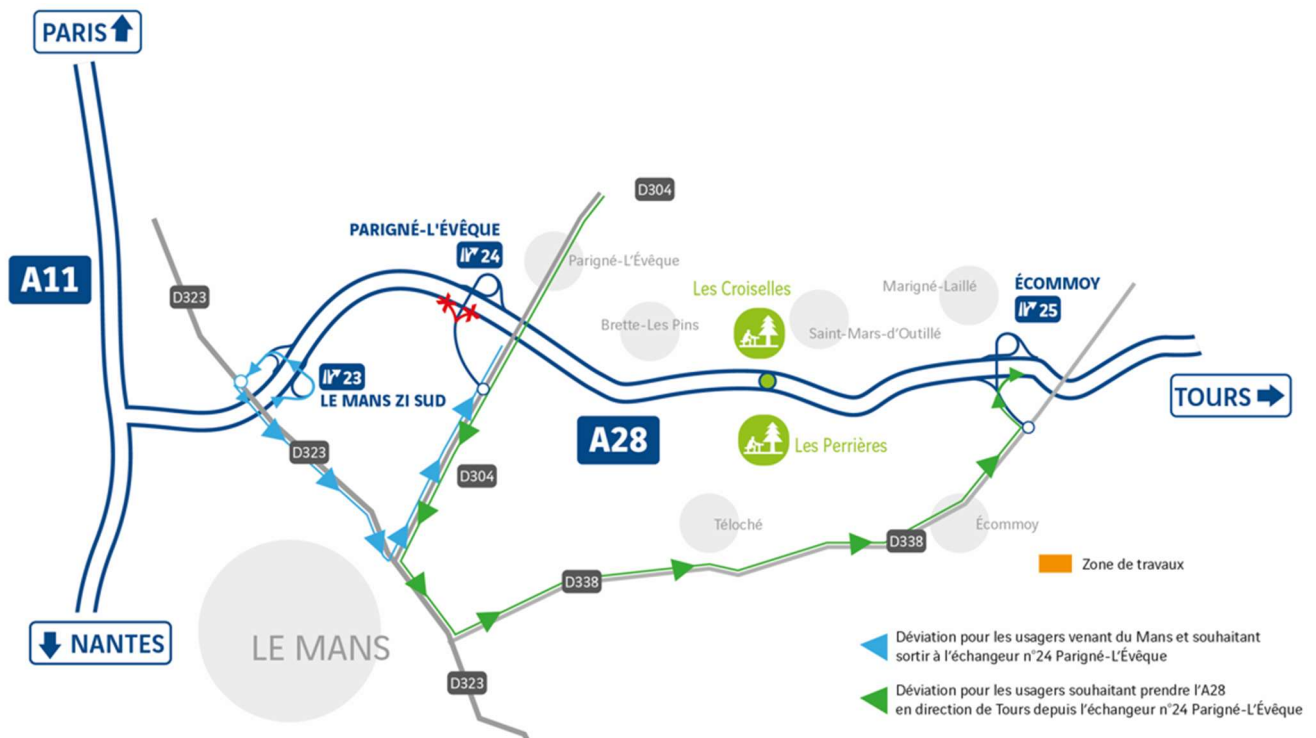 PARIS
D304
PARIGNÉ-L'ÉVÊQUE
24
Parigné-L'Évêque
A11
D323
Les Croiselles
Marigné-Laillé
ÉCOMMOY
25
Brette-Les Pins
Saint-Mars-d'Outillé
23
LE MANS ZI SUD
TOURS
A28
Les Perrières
D323
D304
Téloché
Écommoy
D338
Zone de travaux
D338
NANTES
LE MANS
Déviation pour les usagers venant du Mans et souhaitant
sortir à l'échangeur n°24 Parigné-L'Évêque
D323
Déviation pour les usagers souhaitant prendre l'A28
en direction de Tours depuis l'échangeur n°24 Parigné-L'Évêque